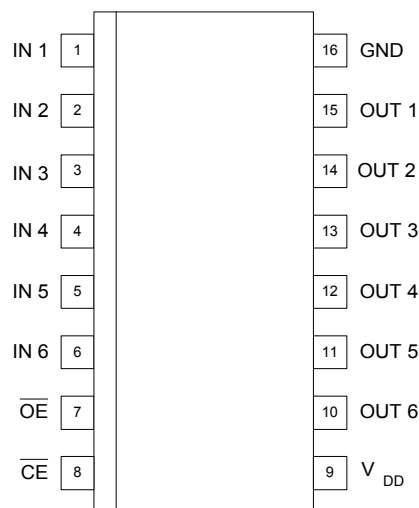 IN 1 1 16 GND
IN 2 2 15 OUT 1
IN 3 3 14 OUT 2
IN 4 4 13 OUT 3
IN 5 5 12 OUT 4
IN 6 6 11 OUT 5
O̅E̅ 7 10 OUT 6
C̅E̅ 8 9 V DD